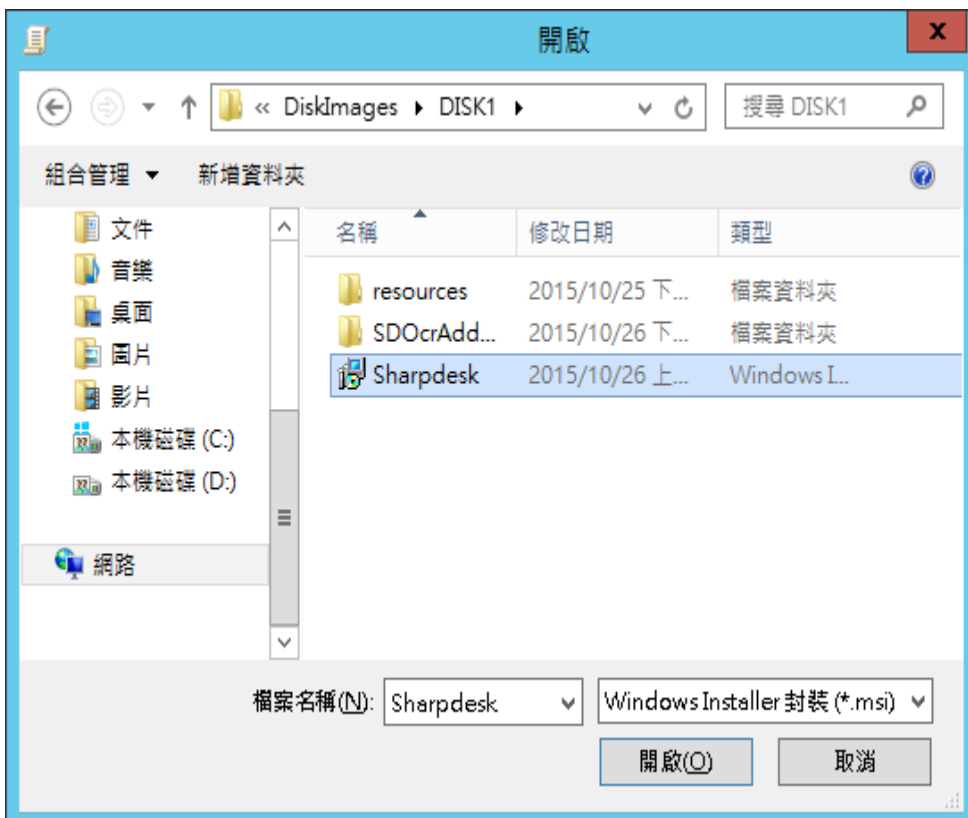 開啟
x
« DiskImages ▸ DISK1 ▸
搜尋 DISK1
組合管理 ▼ 新增資料夾
文件
音樂
桌面
圖片
影片
本機磁碟 (C:)
本機磁碟 (D:)
網路
名稱 修改日期 類型
resources 2015/10/25 下... 檔案資料夾
SDOcrAdd... 2015/10/26 下... 檔案資料夾
Sharpdesk 2015/10/26 上... Windows I...
檔案名稱(N): Sharpdesk Windows Installer 封裝 (*.msi)
開啟(O) 取消